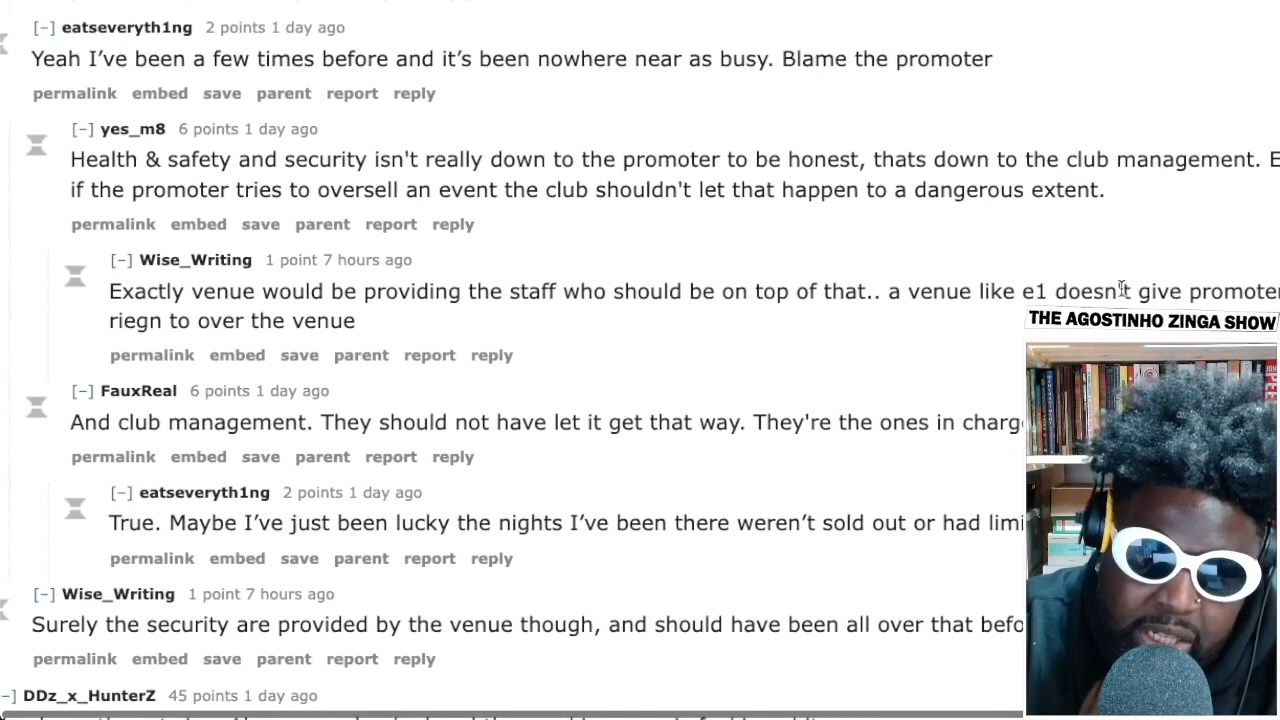 [–] eatseveryth1ng 2 points 1 day ago
Yeah I’ve been a few times before and it’s been nowhere near as busy. Blame the promoter
permalink embed save parent report reply
[–] yes_m8 6 points 1 day ago
Health & safety and security isn't really down to the promoter to be honest, thats down to the club management. E
if the promoter tries to oversell an event the club shouldn't let that happen to a dangerous extent.
permalink embed save parent report reply
[–] Wise_Writing 1 point 7 hours ago
Exactly venue would be providing the staff who should be on top of that.. a venue like e1 doesn't give promoter
riegn to over the venue
permalink embed save parent report reply
THE AGOSTINHO ZINGA SHOW
[–] FauxReal 6 points 1 day ago
And club management. They should not have let it get that way. They're the ones in charg
permalink embed save parent report reply
[–] eatseveryth1ng 2 points 1 day ago
True. Maybe I’ve just been lucky the nights I’ve been there weren’t sold out or had limi
permalink embed save parent report reply
[–] Wise_Writing 1 point 7 hours ago
Surely the security are provided by the venue though, and should have been all over that befo
permalink embed save parent report reply
–] DDz_x_HunterZ 45 points 1 day ago